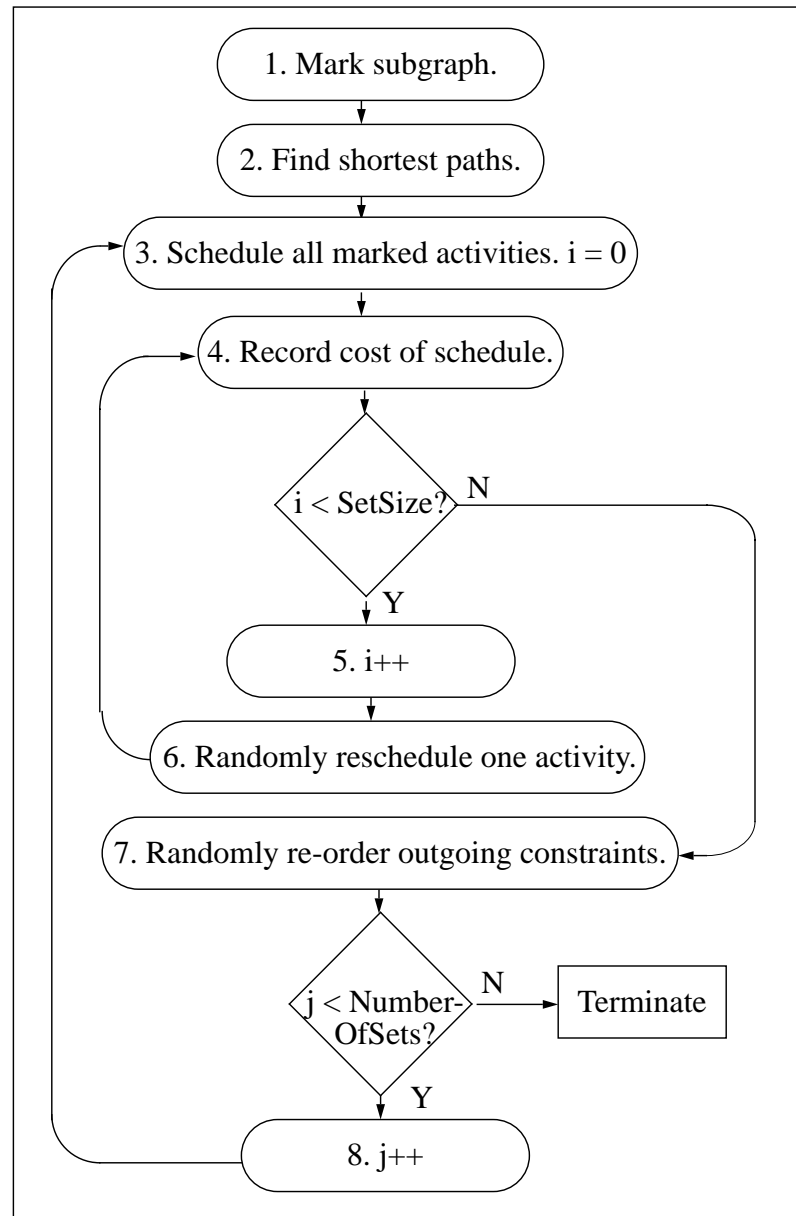 1. Mark subgraph.
2. Find shortest paths.
3. Schedule all marked activities. i = 0
4. Record cost of schedule.
i < SetSize?
N
Y
5. i++
6. Randomly reschedule one activity.
7. Randomly re-order outgoing constraints.
j < Number-
OfSets?
N
Terminate
Y
8. j++